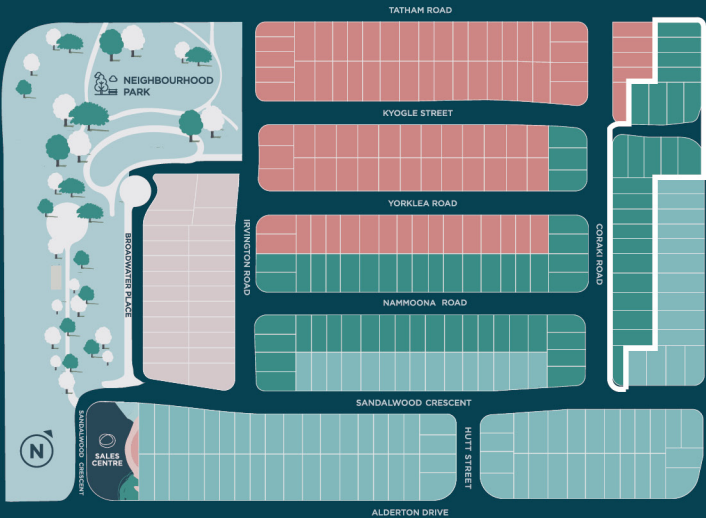 TATHAM ROAD
NEIGHBOURHOOD
PARK
KYOGLE STREET
YORKLEA ROAD
IRVINGTON ROAD
CORAKI ROAD
BROADWATER PLACE
NAMMOONA ROAD
SANDALWOOD CRESCENT
SANDALWOOD CRESCENT
SALES
CENTRE
HUTT STREET
N
ALDERTON DRIVE